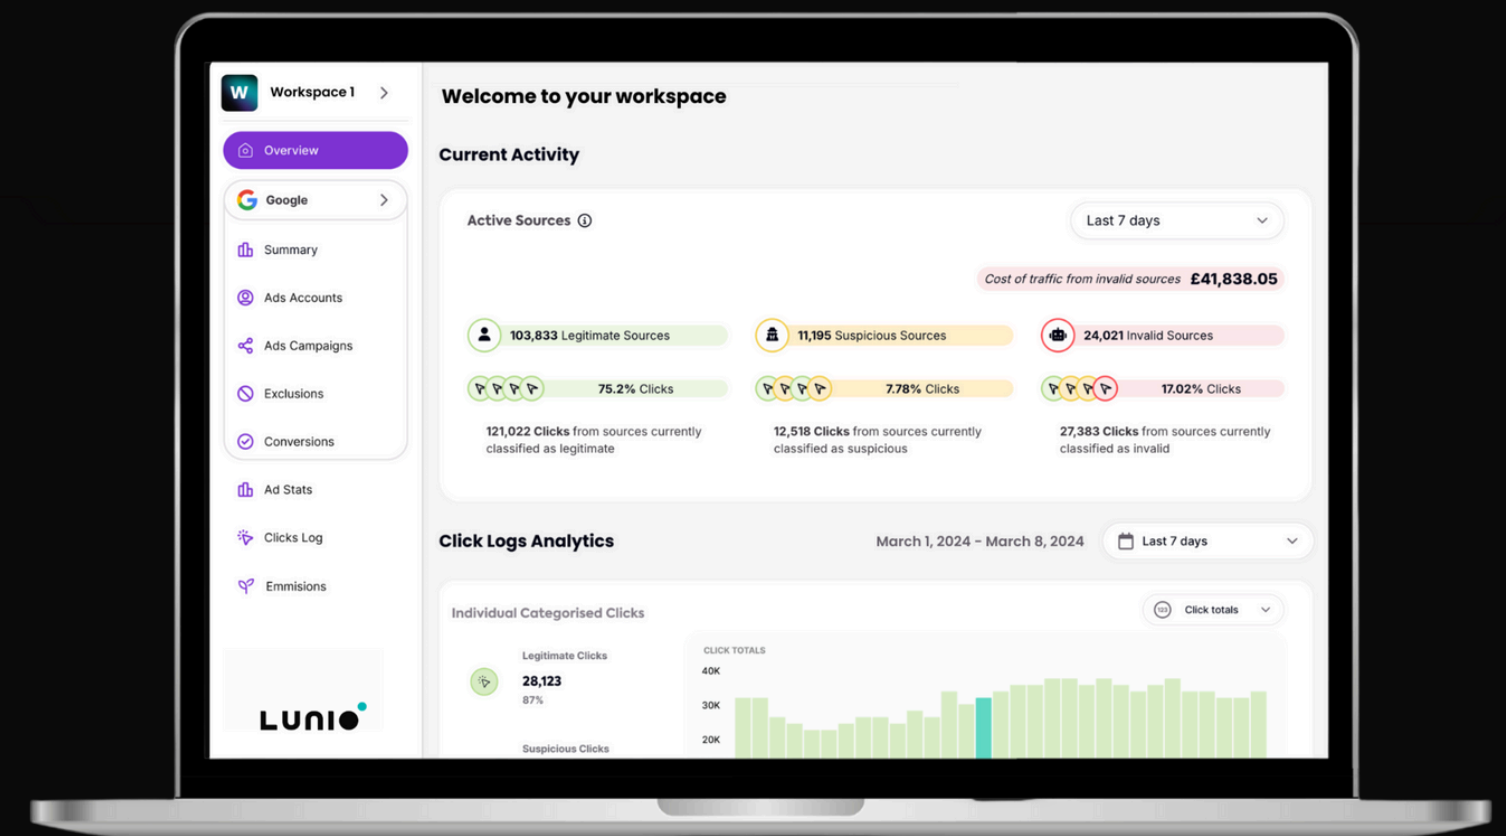 W
Workspace 1
Overview
Google
Summary
Ads Accounts
Ads Campaigns
Exclusions
Conversions
Ad Stats
Clicks Log
Emmisions
LUNIO
Welcome to your workspace
Current Activity
Active Sources
Last 7 days
Cost of traffic from invalid sources £41,838.05
103,833 Legitimate Sources
75.2% Clicks
121,022 Clicks from sources currently
classified as legitimate
11,195 Suspicious Sources
7.78% Clicks
12,518 Clicks from sources currently
classified as suspicious
24,021 Invalid Sources
17.02% Clicks
27,383 Clicks from sources currently
classified as invalid
Click Logs Analytics
March 1, 2024 - March 8, 2024
Last 7 days
Individual Categorised Clicks
123 Click totals
Legitimate Clicks
28,123
87%
Suspicious Clicks
CLICK TOTALS
40K
30K
20K